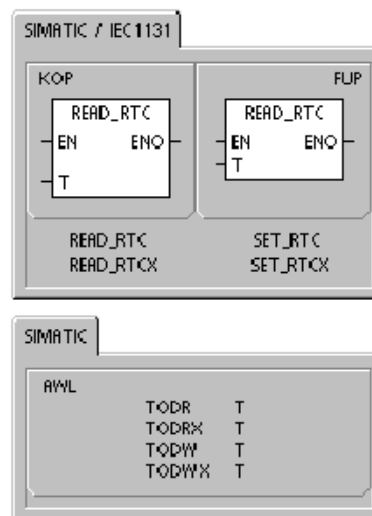 SIMATIC / IEC1131
KOP FUP
READ_RTC READ_RTC
EN ENO EN ENO
T T
READ_RTC SET_RTC
READ_RTCX SET_RTCX
SIMATIC
AWL
TODR T
TODRX T
TODW T
TODWX T